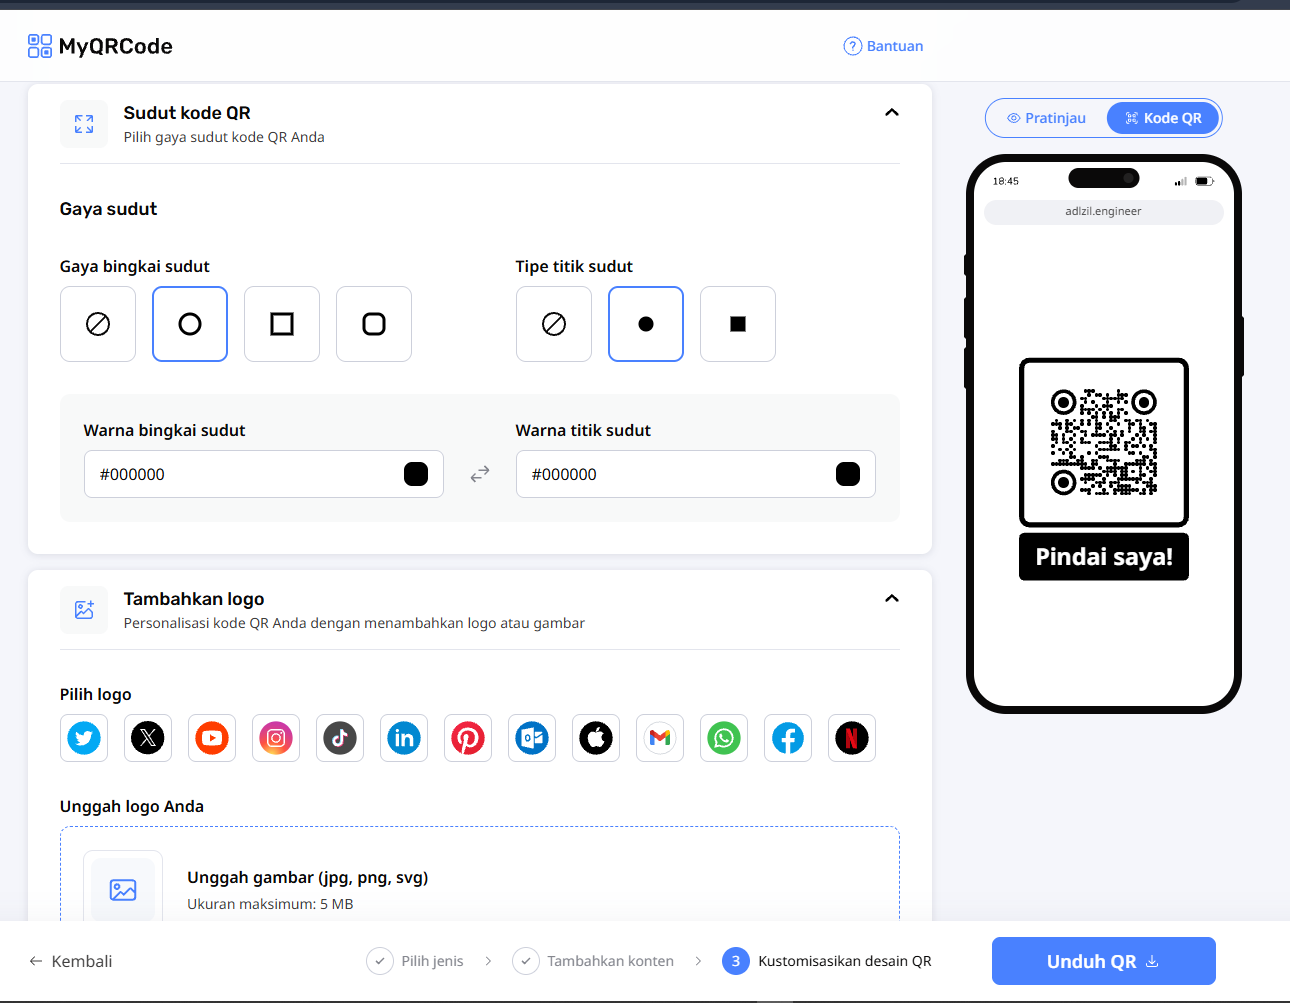 MyQRCode
Bantuan
Sudut kode QR
Pilih gaya sudut kode QR Anda
Gaya sudut
Gaya bingkai sudut
Tipe titik sudut
Warna bingkai sudut
Warna titik sudut
#000000
#000000
Tambahkan logo
Personalisasi kode QR Anda dengan menambahkan logo atau gambar
Pilih logo
Unggah logo Anda
Unggah gambar (jpg, png, svg)
Ukuran maksimum: 5 MB
Pratinjau
Kode QR
18:45
adlzil.engineer
Pindai saya!
Kembali
Pilih jenis
Tambahkan konten
3
Kustomisasikan desain QR
Unduh QR